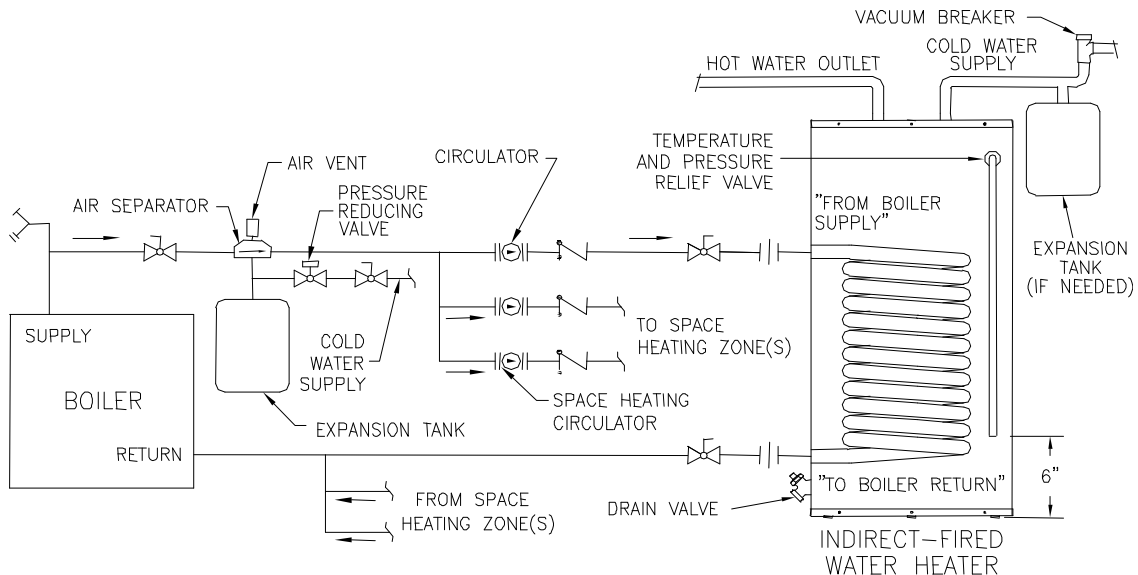 VACUUM BREAKER
COLD WATER
SUPPLY
HOT WATER OUTLET
TEMPERATURE
AND PRESSURE
RELIEF VALVE
CIRCULATOR
AIR VENT
PRESSURE
REDUCING
VALVE
AIR SEPARATOR
"FROM BOILER
SUPPLY"
EXPANSION
TANK
(IF NEEDED)
SUPPLY
BOILER
RETURN
COLD
WATER
SUPPLY
TO SPACE
HEATING ZONE(S)
SPACE HEATING
CIRCULATOR
EXPANSION TANK
FROM SPACE
HEATING ZONE(S)
DRAIN VALVE
"TO BOILER RETURN"
6"
INDIRECT-FIRED
WATER HEATER